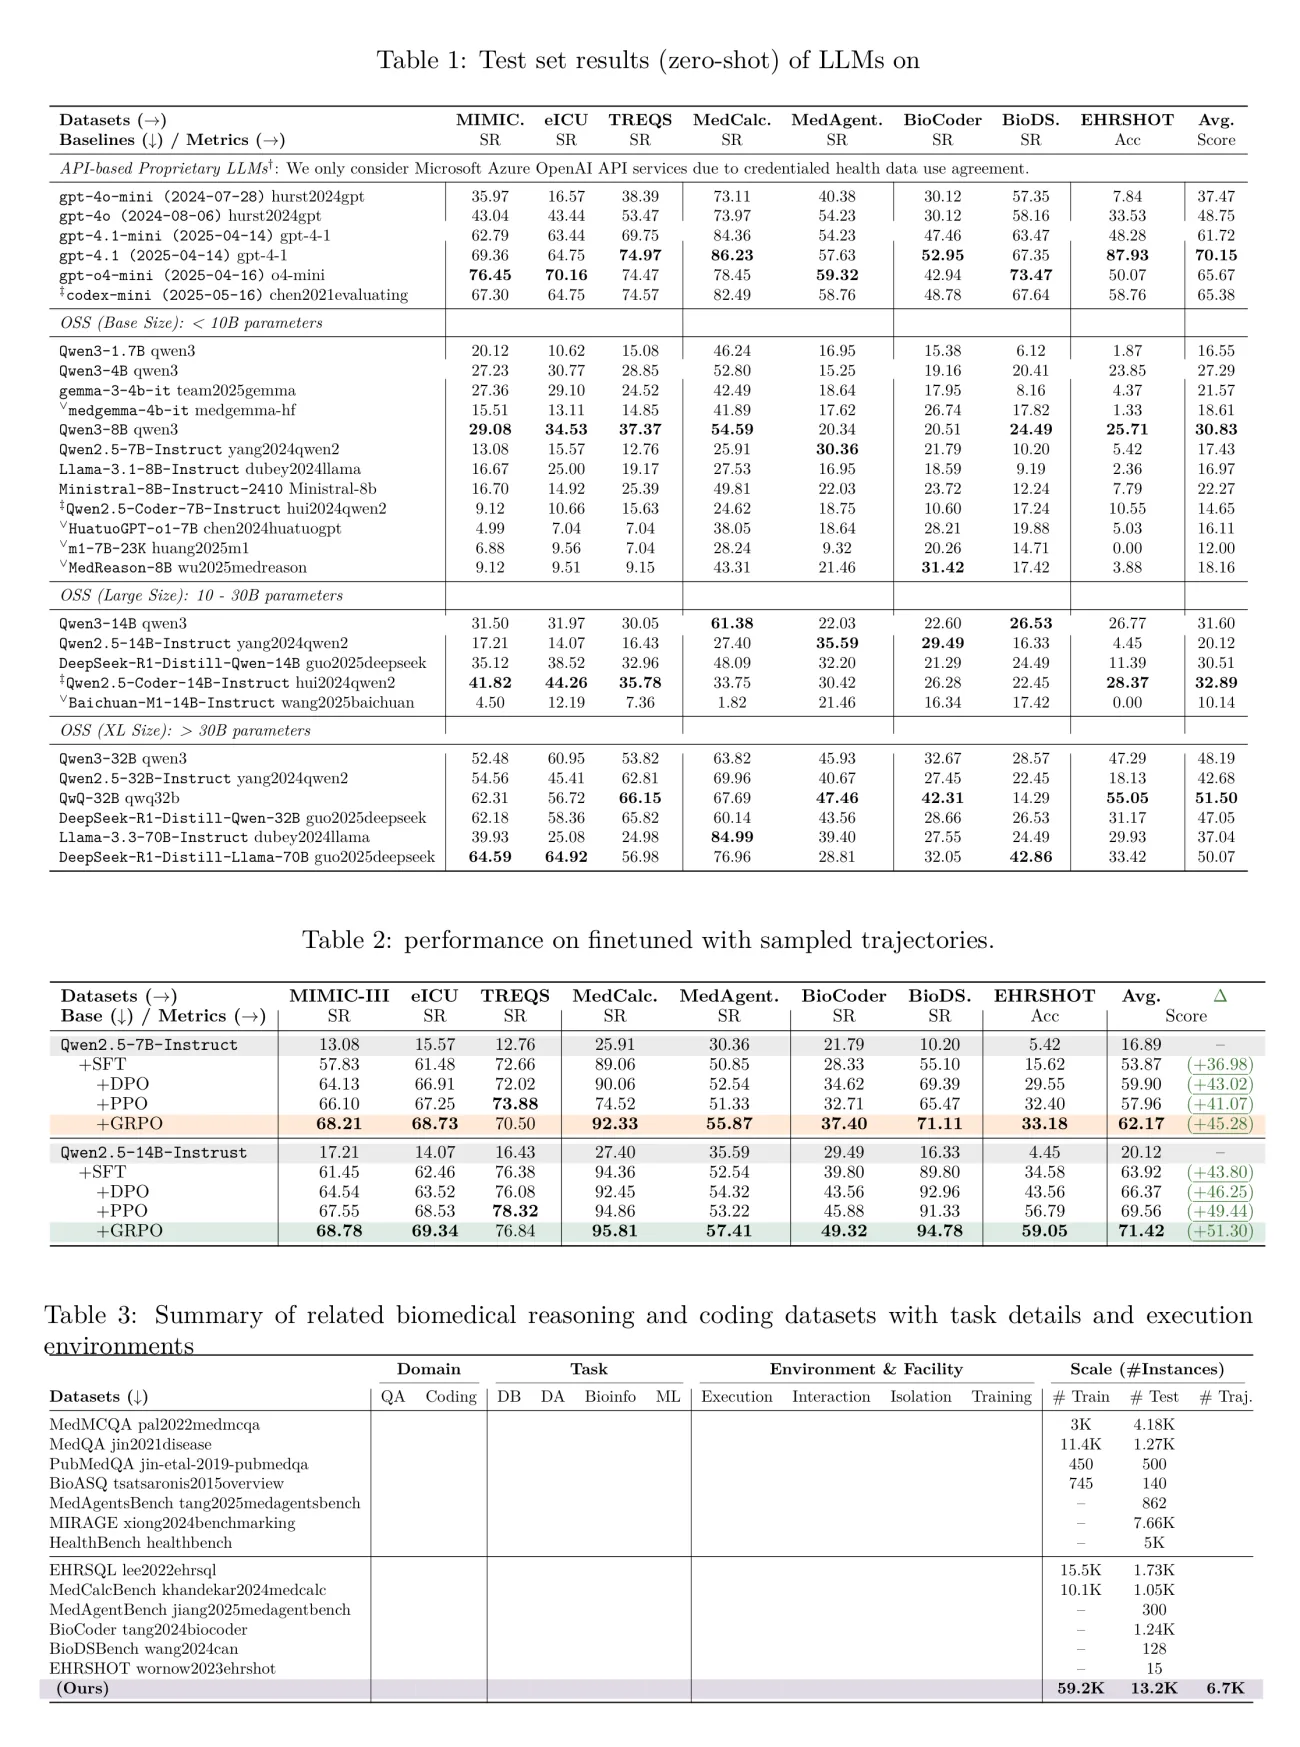 Table 1: Test set results (zero-shot) of LLMs on
Datasets (→) MIMIC. eICU TREQS MedCalc. MedAgent. BioCoder BioDS. EHRSHOT Avg.
Baselines (↓) / Metrics (→) SR SR SR SR SR SR SR Acc Score
API-based Proprietary LLMs†: We only consider Microsoft Azure OpenAI API services due to credentialed health data use agreement.
gpt-4o-mini (2024-07-28) hurst2024gpt 35.97 16.57 38.39 73.11 40.38 30.12 57.35 7.84 37.47
gpt-4o (2024-08-06) hurst2024gpt 43.04 43.44 53.47 73.97 54.23 30.12 58.16 33.53 48.75
gpt-4.1-mini (2025-04-14) gpt-4-1 62.79 63.44 69.75 84.36 54.23 47.46 63.47 48.28 61.72
gpt-4.1 (2025-04-14) gpt-4-1 69.36 64.75 74.97 86.23 57.63 52.95 67.35 87.93 70.15
gpt-o4-mini (2025-04-16) o4-mini 76.45 70.16 74.47 78.45 59.32 42.94 73.47 50.07 65.67
‡codex-mini (2025-05-16) chen2021evaluating 67.30 64.75 74.57 82.49 58.76 48.78 67.64 58.76 65.38
OSS (Base Size): < 10B parameters
Qwen3-1.7B qwen3 20.12 10.62 15.08 46.24 16.95 15.38 6.12 1.87 16.55
Qwen3-4B qwen3 27.23 30.77 28.85 52.80 15.25 19.16 20.41 23.85 27.29
gemma-3-4b-it team2025gemma 27.36 29.10 24.52 42.49 18.64 17.95 8.16 4.37 21.57
∨medgemma-4b-it medgemma-hf 15.51 13.11 14.85 41.89 17.62 26.74 17.82 1.33 18.61
Qwen3-8B qwen3 29.08 34.53 37.37 54.59 20.34 20.51 24.49 25.71 30.83
Qwen2.5-7B-Instruct yang2024qwen2 13.08 15.57 12.76 25.91 30.36 21.79 10.20 5.42 17.43
Llama-3.1-8B-Instruct dubey2024llama 16.67 25.00 19.17 27.53 16.95 18.59 9.19 2.36 16.97
Ministral-8B-Instruct-2410 Ministral-8b 16.70 14.92 25.39 49.81 22.03 23.72 12.24 7.79 22.27
‡Qwen2.5-Coder-7B-Instruct hui2024qwen2 9.12 10.66 15.63 24.62 18.75 10.60 17.24 10.55 14.65
∨HuatuoGPT-o1-7B chen2024huatuogpt 4.99 7.04 7.04 38.05 18.64 28.21 19.88 5.03 16.11
∨m1-7B-23K huang2025m1 6.88 9.56 7.04 28.24 9.32 20.26 14.71 0.00 12.00
∨MedReason-8B wu2025medreason 9.12 9.51 9.15 43.31 21.46 31.42 17.42 3.88 18.16
OSS (Large Size): 10 - 30B parameters
Qwen3-14B qwen3 31.50 31.97 30.05 61.38 22.03 22.60 26.53 26.77 31.60
Qwen2.5-14B-Instruct yang2024qwen2 17.21 14.07 16.43 27.40 35.59 29.49 16.33 4.45 20.12
DeepSeek-R1-Distill-Qwen-14B guo2025deepseek 35.12 38.52 32.96 48.09 32.20 21.29 24.49 11.39 30.51
‡Qwen2.5-Coder-14B-Instruct hui2024qwen2 41.82 44.26 35.78 33.75 30.42 26.28 22.45 28.37 32.89
∨Baichuan-M1-14B-Instruct wang2025baichuan 4.50 12.19 7.36 1.82 21.46 16.34 17.42 0.00 10.14
OSS (XL Size): > 30B parameters
Qwen3-32B qwen3 52.48 60.95 53.82 63.82 45.93 32.67 28.57 47.29 48.19
Qwen2.5-32B-Instruct yang2024qwen2 54.56 45.41 62.81 69.96 40.67 27.45 22.45 18.13 42.68
QwQ-32B qwq32b 62.31 56.72 66.15 67.69 47.46 42.31 14.29 55.05 51.50
DeepSeek-R1-Distill-Qwen-32B guo2025deepseek 62.18 58.36 65.82 60.14 43.56 28.66 26.53 31.17 47.05
Llama-3.3-70B-Instruct dubey2024llama 39.93 25.08 24.98 84.99 39.40 27.55 24.49 29.93 37.04
DeepSeek-R1-Distill-Llama-70B guo2025deepseek 64.59 64.92 56.98 76.96 28.81 32.05 42.86 33.42 50.07
Table 2: performance on finetuned with sampled trajectories.
Datasets (→) MIMIC-III eICU TREQS MedCalc. MedAgent. BioCoder BioDS. EHRSHOT Avg. Δ
Base (↓) / Metrics (→) SR SR SR SR SR SR SR Acc Score
Qwen2.5-7B-Instruct 13.08 15.57 12.76 25.91 30.36 21.79 10.20 5.42 16.89 –
+SFT 57.83 61.48 72.66 89.06 50.85 28.33 55.10 15.62 53.87 (+36.98)
+DPO 64.13 66.91 72.02 90.06 52.54 34.62 69.39 29.55 59.90 (+43.02)
+PPO 66.10 67.25 73.88 74.52 51.33 32.71 65.47 32.40 57.96 (+41.07)
+GRPO 68.21 68.73 70.50 92.33 55.87 37.40 71.11 33.18 62.17 (+45.28)
Qwen2.5-14B-Instrust 17.21 14.07 16.43 27.40 35.59 29.49 16.33 4.45 20.12 –
+SFT 61.45 62.46 76.38 94.36 52.54 39.80 89.80 34.58 63.92 (+43.80)
+DPO 64.54 63.52 76.08 92.45 54.32 43.56 92.96 43.56 66.37 (+46.25)
+PPO 67.55 68.53 78.32 94.86 53.22 45.88 91.33 56.79 69.56 (+49.44)
+GRPO 68.78 69.34 76.84 95.81 57.41 49.32 94.78 59.05 71.42 (+51.30)
Table 3: Summary of related biomedical reasoning and coding datasets with task details and execution
environments
Domain Task Environment & Facility Scale (#Instances)
Datasets (↓) QA Coding DB DA Bioinfo ML Execution Interaction Isolation Training # Train # Test # Traj.
MedMCQA pal2022medmcqa 3K 4.18K
MedQA jin2021disease 11.4K 1.27K
PubMedQA jin-etal-2019-pubmedqa 450 500
BioASQ tsatsaronis2015overview 745 140
MedAgentsBench tang2025medagentsbench – 862
MIRAGE xiong2024benchmarking – 7.66K
HealthBench healthbench – 5K
EHRSQL lee2022ehrsql 15.5K 1.73K
MedCalcBench khandekar2024medcalc 10.1K 1.05K
MedAgentBench jiang2025medagentbench – 300
BioCoder tang2024biocoder – 1.24K
BioDSBench wang2024can – 128
EHRSHOT wornow2023ehrshot – 15
(Ours) 59.2K 13.2K 6.7K